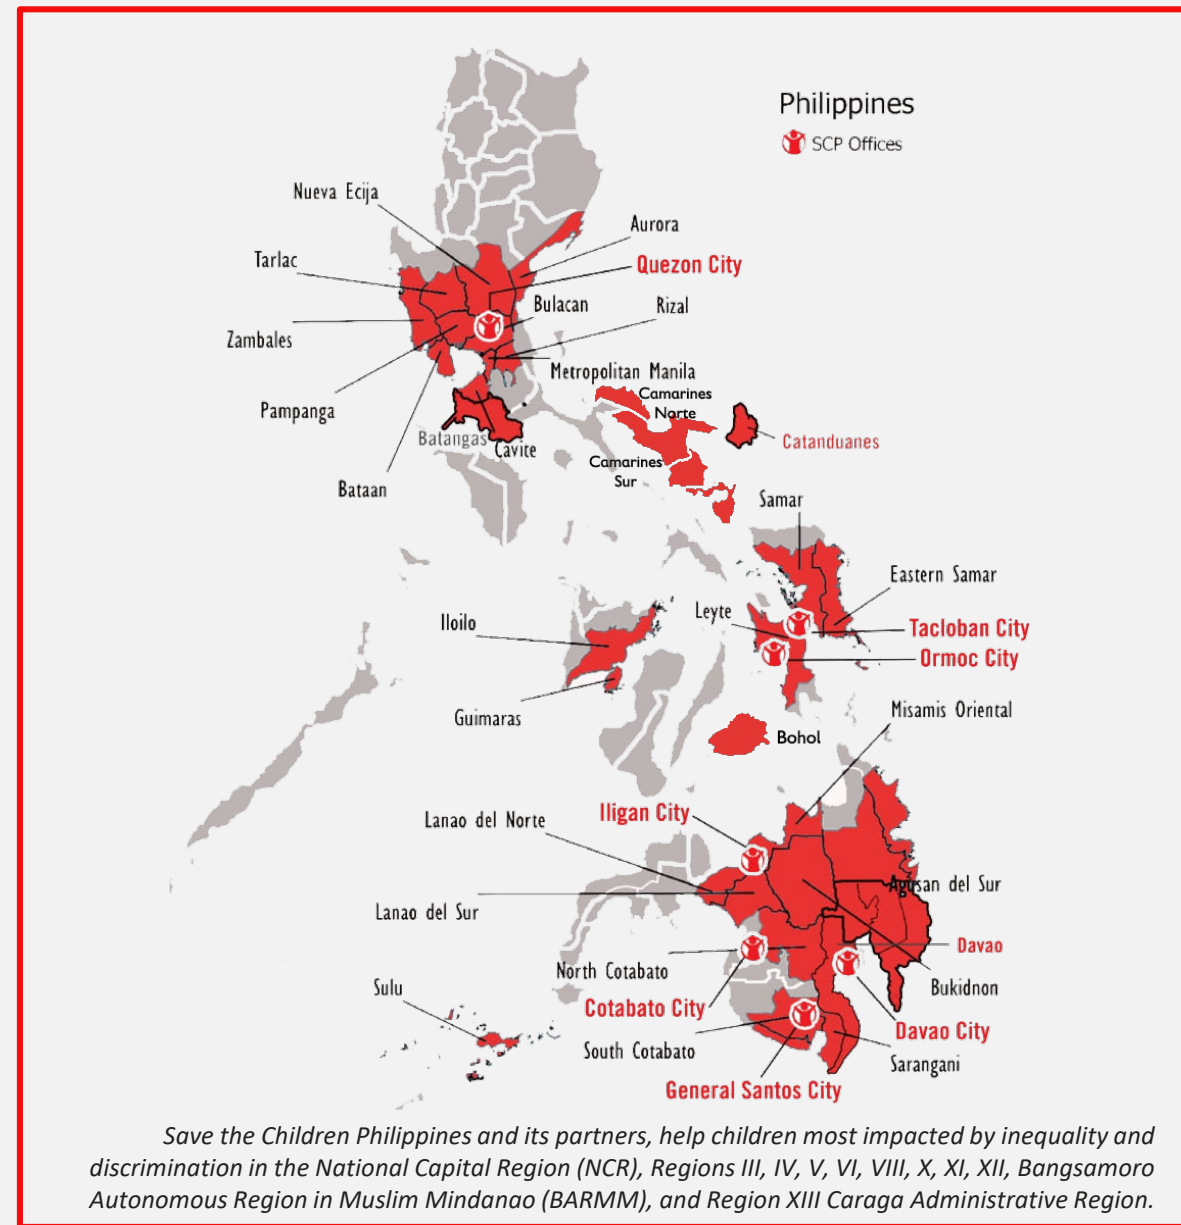 Philippines
SCP Offices
Nueva Ecija
Aurora
Tarlac
Quezon City
Bulacan
Rizal
Zambales
Metropolitan Manila
Camarines
Norte
Pampanga
Batangas
Cavite
Catanduanes
Camarines
Sur
Bataan
Samar
Eastern Samar
Leyte
Iloilo
Tacloban City
Ormoc City
Guimaras
Misamis Oriental
Bohol
Iligan City
Lanao del Norte
Agusan del Sur
Lanao del Sur
Davao
North Cotabato
Sulu
Bukidnon
Cotabato City
Davao City
South Cotabato
Sarangani
General Santos City
Save the Children Philippines and its partners, help children most impacted by inequality and
discrimination in the National Capital Region (NCR), Regions III, IV, V, VI, VIII, X, XI, XII, Bangsamoro
Autonomous Region in Muslim Mindanao (BARMM), and Region XIII Caraga Administrative Region.